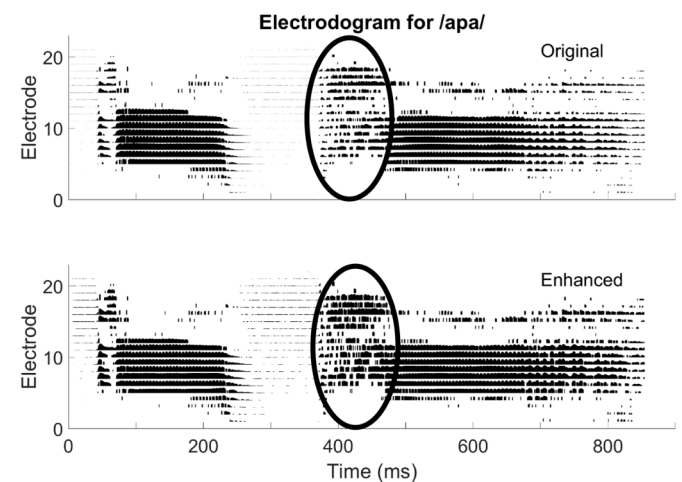 Electrodogram for /apa/
Original
Electrode
20
10
0
Enhanced
Electrode
20
10
0
0
200
400
600
800
Time (ms)